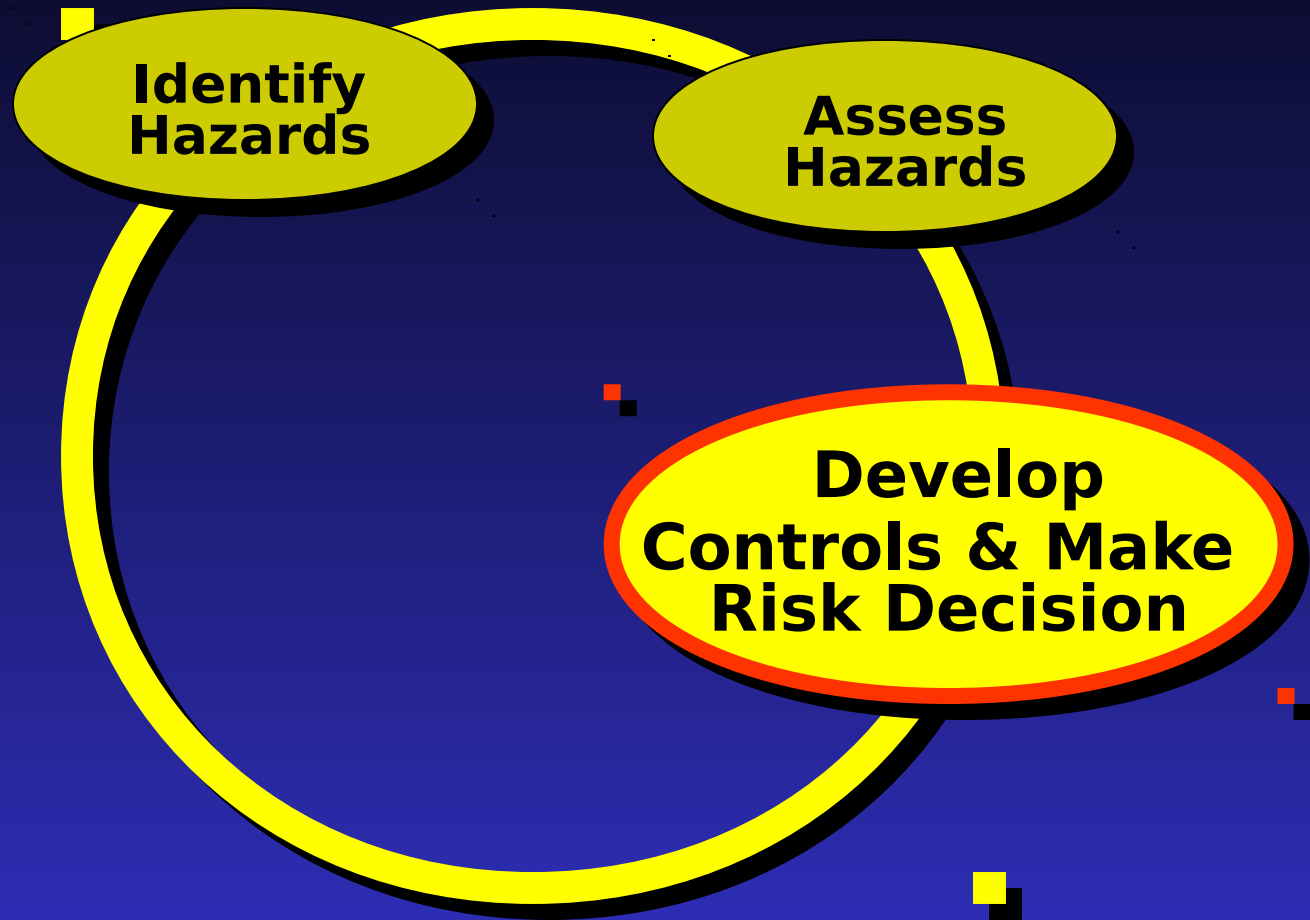 Identify
Hazards
Assess
Hazards
Develop
Controls & Make
Risk Decision